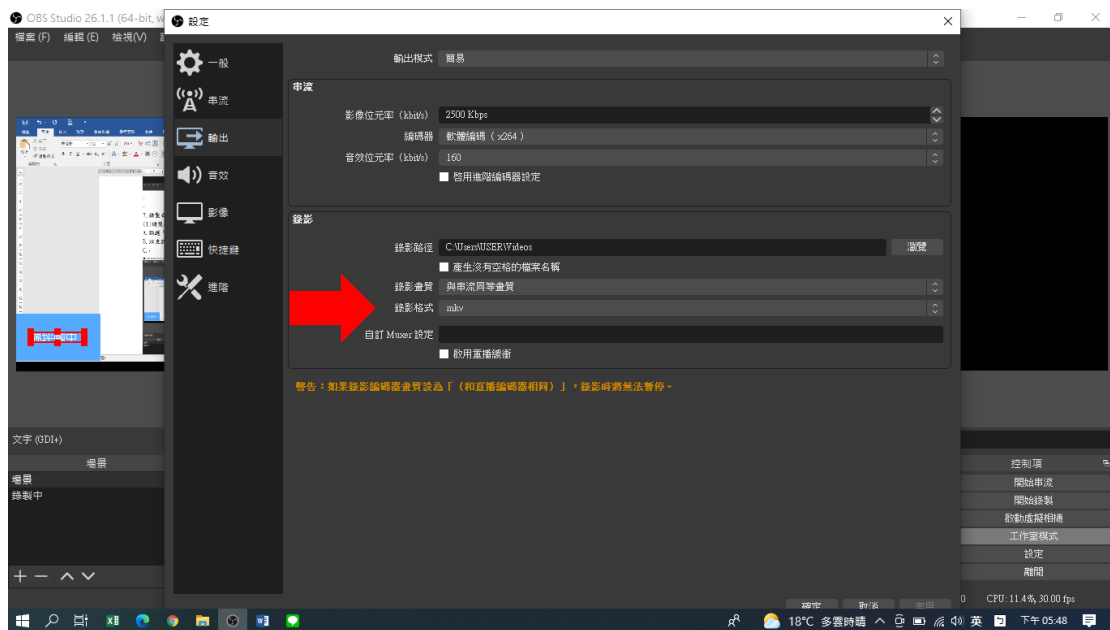 OBS Studio 26.1.1 (64-bit, w
設定
檔案(F) 編輯(E) 檢視(V)
一般
串流
輸出
音效
影像
快捷鍵
進階
輸出模式 簡易
串流
影像位元率 (kbit/s) 2500 Kbps
編碼器 軟體編碼 (x264)
音效位元率 (kbit/s) 160
啓用進階編碼器設定
錄影
錄影路徑 C:\Users\USER\Videos 瀏覽
產生沒有空格的檔案名稱
錄影畫質 與串流同等畫質
錄影格式 mkv
自訂 Muxer 設定
啟用重播緩衝
警告：如果錄影編碼器畫質設為「（和直播編碼器相同）」，錄影時將無法暫停。
文字 (GDI+)
場景
場景
錄製中
控制項
開始串流
開始錄製
啟動虛擬相機
工作室模式
設定
離開
確定 取消 套用
CPU: 11.4%, 30.00 fps
18°C 多雲時晴 英 下午 05:48